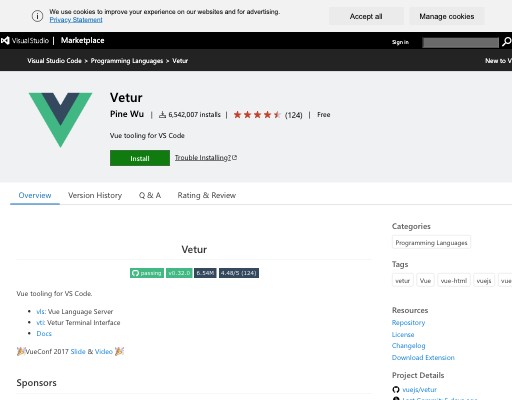 We use cookies to improve your experience on our websites and for advertising.
Privacy Statement
Accept all
Manage cookies
Visual Studio | Marketplace
Sign in
Visual Studio Code > Programming Languages > Vetur
New to V
Vetur
Pine Wu | 6,542,007 installs | (124) | Free
Vue tooling for VS Code
Install
Trouble Installing?
Overview
Version History
Q & A
Rating & Review
Vetur
passing v0.32.0 6.54M 4.48/5 (124)
Vue tooling for VS Code.
vls: Vue Language Server
vti: Vetur Terminal Interface
Docs
VueConf 2017 Slide & Video
Sponsors
Categories
Programming Languages
Tags
vetur Vue vue-html vuejs vue
Resources
Repository
License
Changelog
Download Extension
Project Details
vuejs/vetur